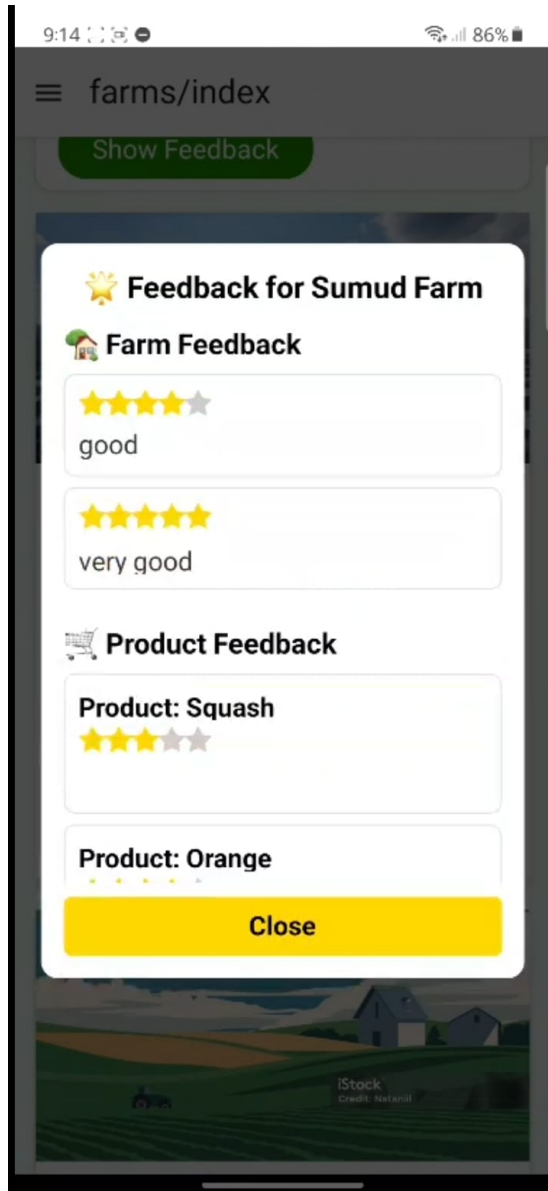 9:14
86%
farms/index
Show Feedback
Feedback for Sumud Farm
Farm Feedback
good
very good
Product Feedback
Product: Squash
Product: Orange
Close
iStock
Credit: Nataniil